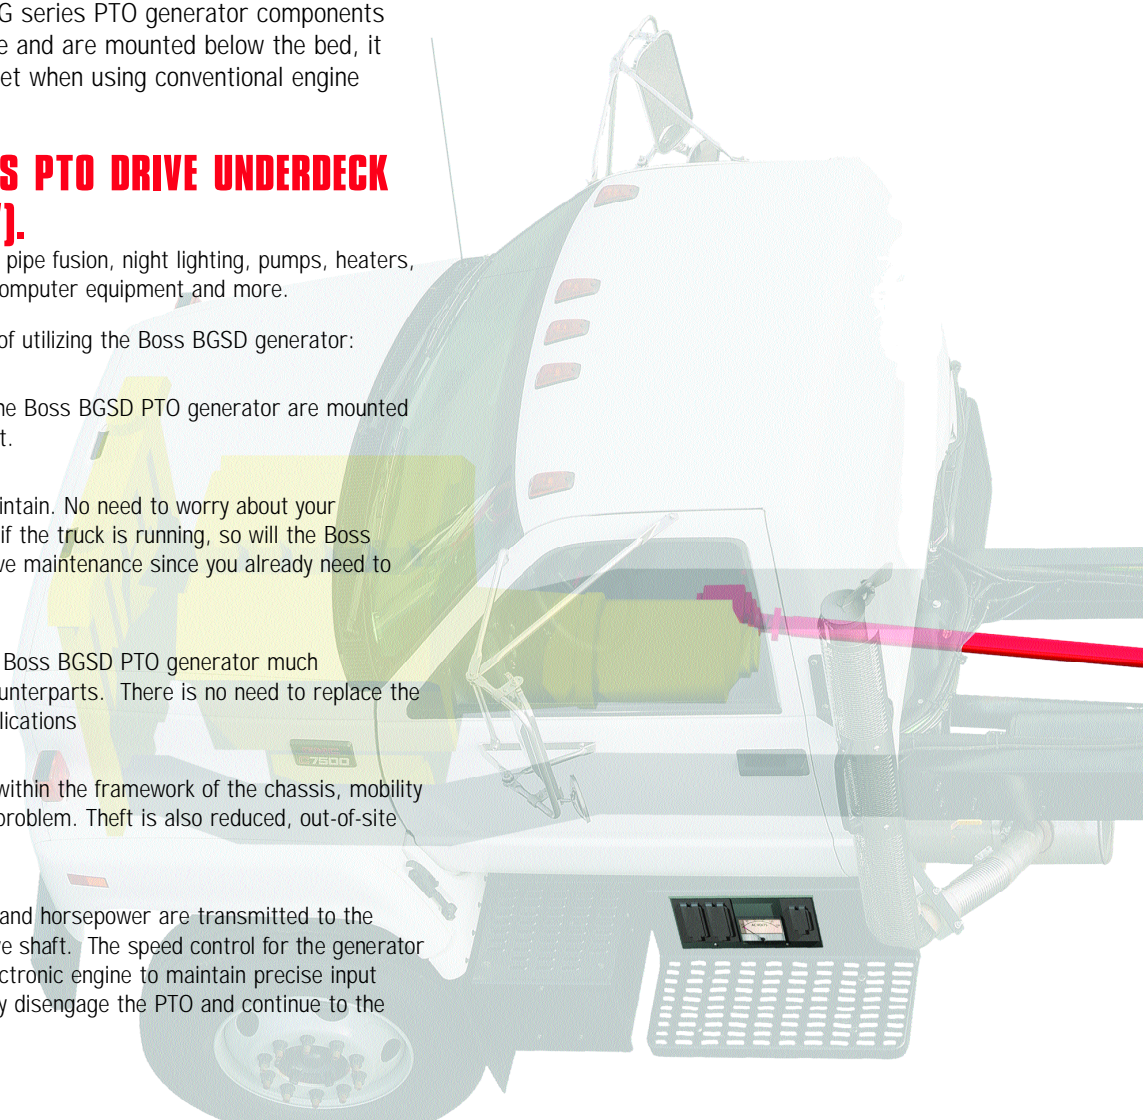 G series PTO generator components
e and are mounted below the bed, it
et when using conventional engine
S PTO DRIVE UNDERDECK
).
pipe fusion, night lighting, pumps, heaters,
omputer equipment and more.
of utilizing the Boss BGSD generator:
he Boss BGSD PTO generator are mounted
t.
intain. No need to worry about your
if the truck is running, so will the Boss
ve maintenance since you already need to
Boss BGSD PTO generator much
unterparts. There is no need to replace the
lications
within the framework of the chassis, mobility
problem. Theft is also reduced, out-of-site
and horsepower are transmitted to the
ve shaft. The speed control for the generator
ectronic engine to maintain precise input
y disengage the PTO and continue to the
7500